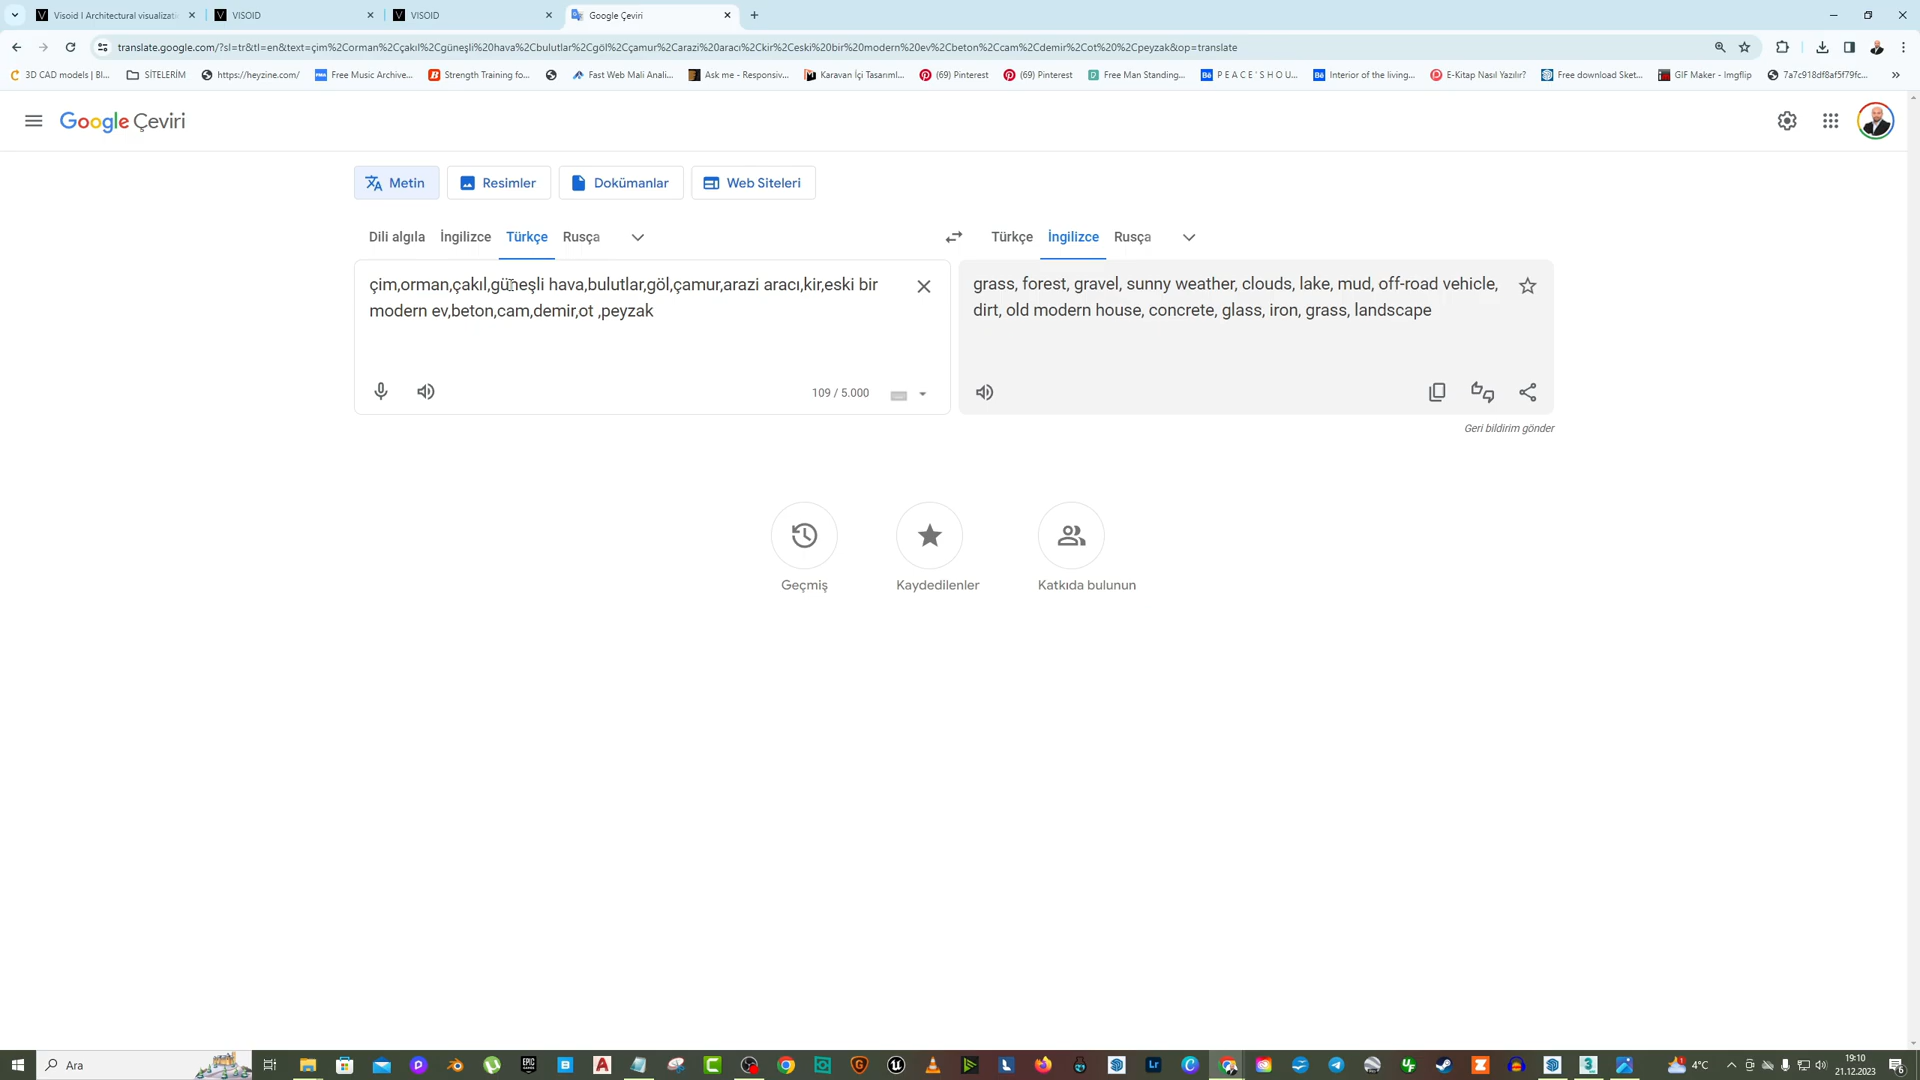 Visoid I Architectural visualizati
VISOID
VISOID
Google Çeviri
translate.google.com/?sl=tr&tl=en&text=çim%2Corman%2Cçakıl%2Cgüneşli%20hava%2Cbulutlar%2Cgöl%2Cçamur%2Carazi%20aracı%2Ckir%2Ceski%20bir%20modern%20ev%2Cbeton%2Ccam%2Cdemir%2Cot%20%2Cpeyzak&op=translate
3D CAD models | Bl...
SİTELERİM
https://heyzine.com/
Free Music Archive...
Strength Training fo...
Fast Web Mali Anali...
Ask me - Responsiv...
Karavan İçi Tasarıml...
(69) Pinterest
(69) Pinterest
Free Man Standing...
P E A C E ' S H O U...
Interior of the living...
E-Kitap Nasıl Yazılır?
Free download Sket...
GIF Maker - Imgflip
7a7c918df8af5f79fc...
Google Çeviri
Metin
Resimler
Dokümanlar
Web Siteleri
Dili algıla İngilizce Türkçe Rusça
Türkçe İngilizce Rusça
çim,orman,çakıl,güneşli hava,bulutlar,göl,çamur,arazi aracı,kir,eski bir
modern ev,beton,cam,demir,ot ,peyzak
109 / 5.000
grass, forest, gravel, sunny weather, clouds, lake, mud, off-road vehicle,
dirt, old modern house, concrete, glass, iron, grass, landscape
Geri bildirim gönder
Geçmiş
Kaydedilenler
Katkıda bulunun
Ara
4°C
19:10
21.12.2023